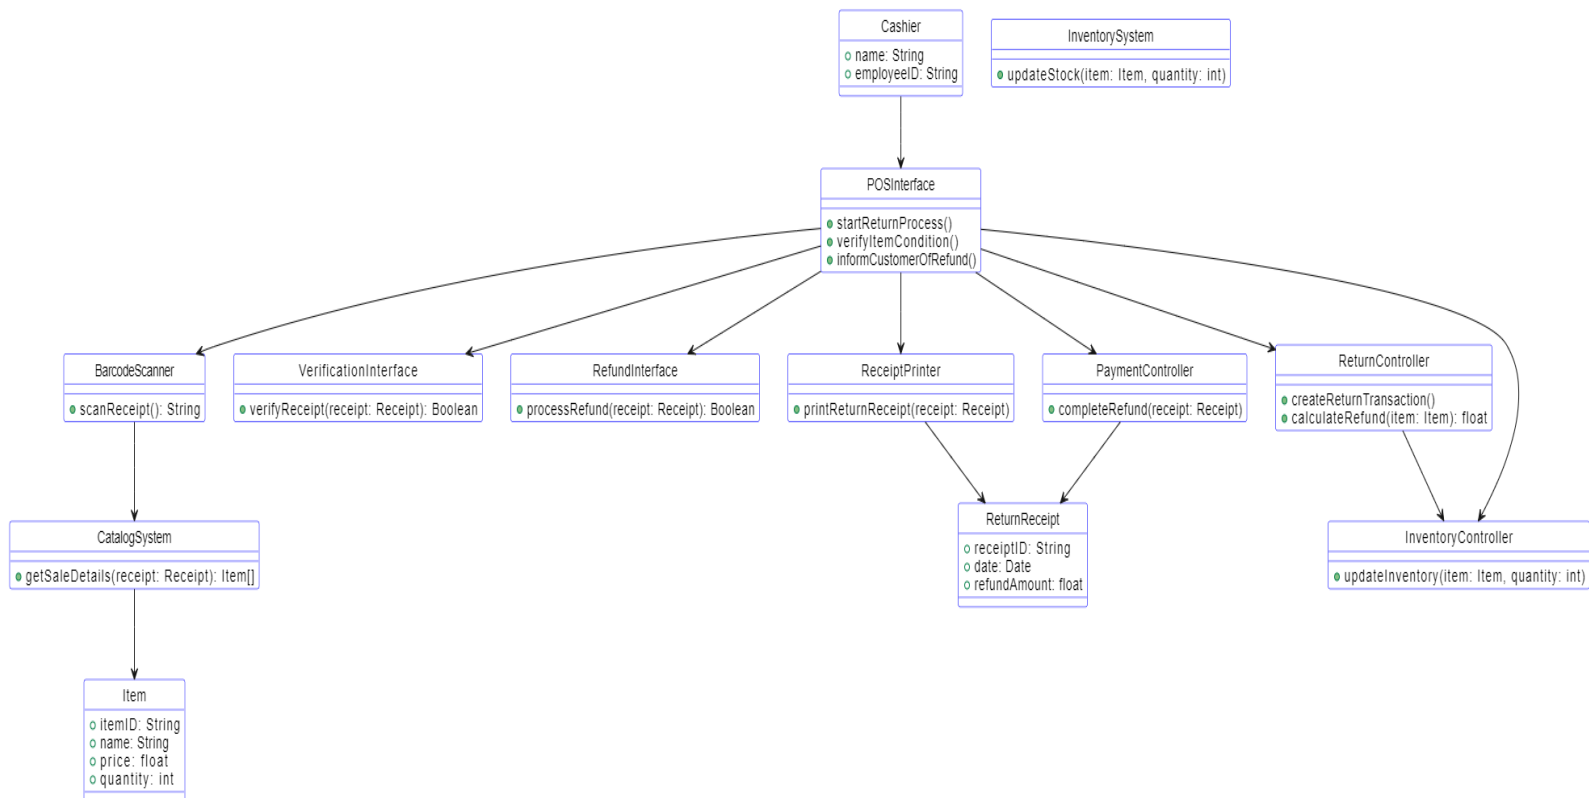 Cashier
name: String
employeeID: String
InventorySystem
updateStock(item: Item, quantity: int)
POSInterface
startReturnProcess()
verifyItemCondition()
informCustomerOfRefund()
BarcodeScanner
scanReceipt(): String
VerificationInterface
verifyReceipt(receipt: Receipt): Boolean
RefundInterface
processRefund(receipt: Receipt): Boolean
ReceiptPrinter
printReturnReceipt(receipt: Receipt)
PaymentController
completeRefund(receipt: Receipt)
ReturnController
createReturnTransaction()
calculateRefund(item: Item): float
CatalogSystem
getSaleDetails(receipt: Receipt): Item[]
ReturnReceipt
receiptID: String
date: Date
refundAmount: float
InventoryController
updateInventory(item: Item, quantity: int)
Item
itemID: String
name: String
price: float
quantity: int